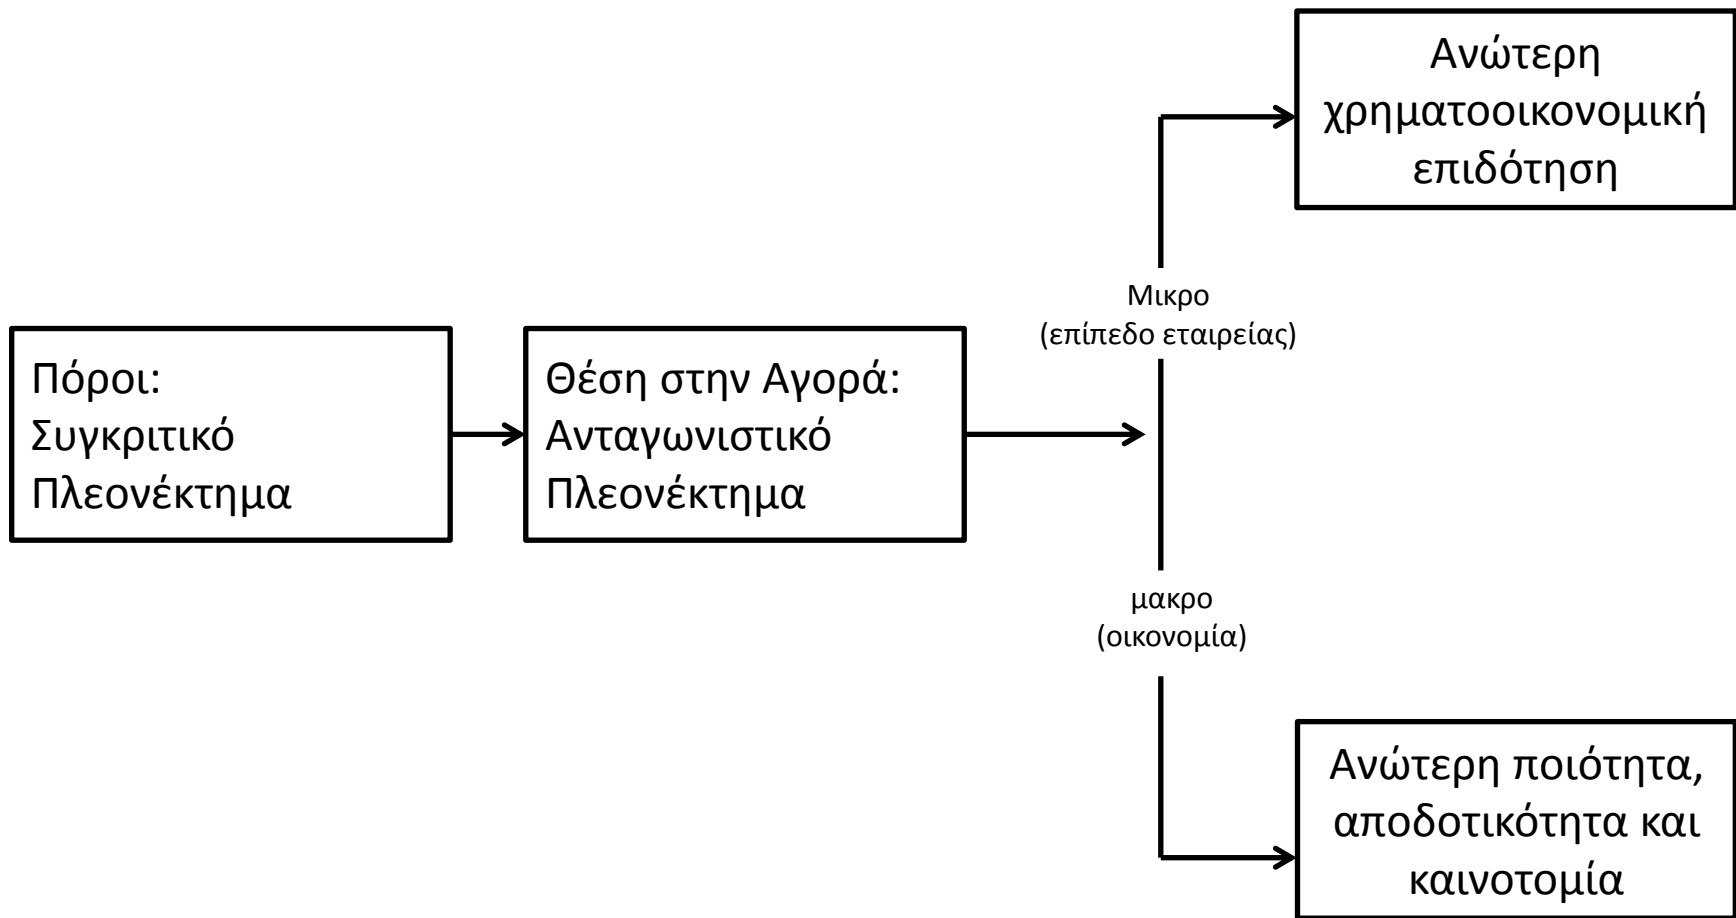 Ανώτερη
χρηματοοικονομική
επιδότηση
Μικρο
(επίπεδο εταιρείας)
Πόροι:
Συγκριτικό
Πλεονέκτημα
Θέση στην Αγορά:
Ανταγωνιστικό
Πλεονέκτημα
μακρο
(οικονομία)
Ανώτερη ποιότητα,
αποδοτικότητα και
καινοτομία